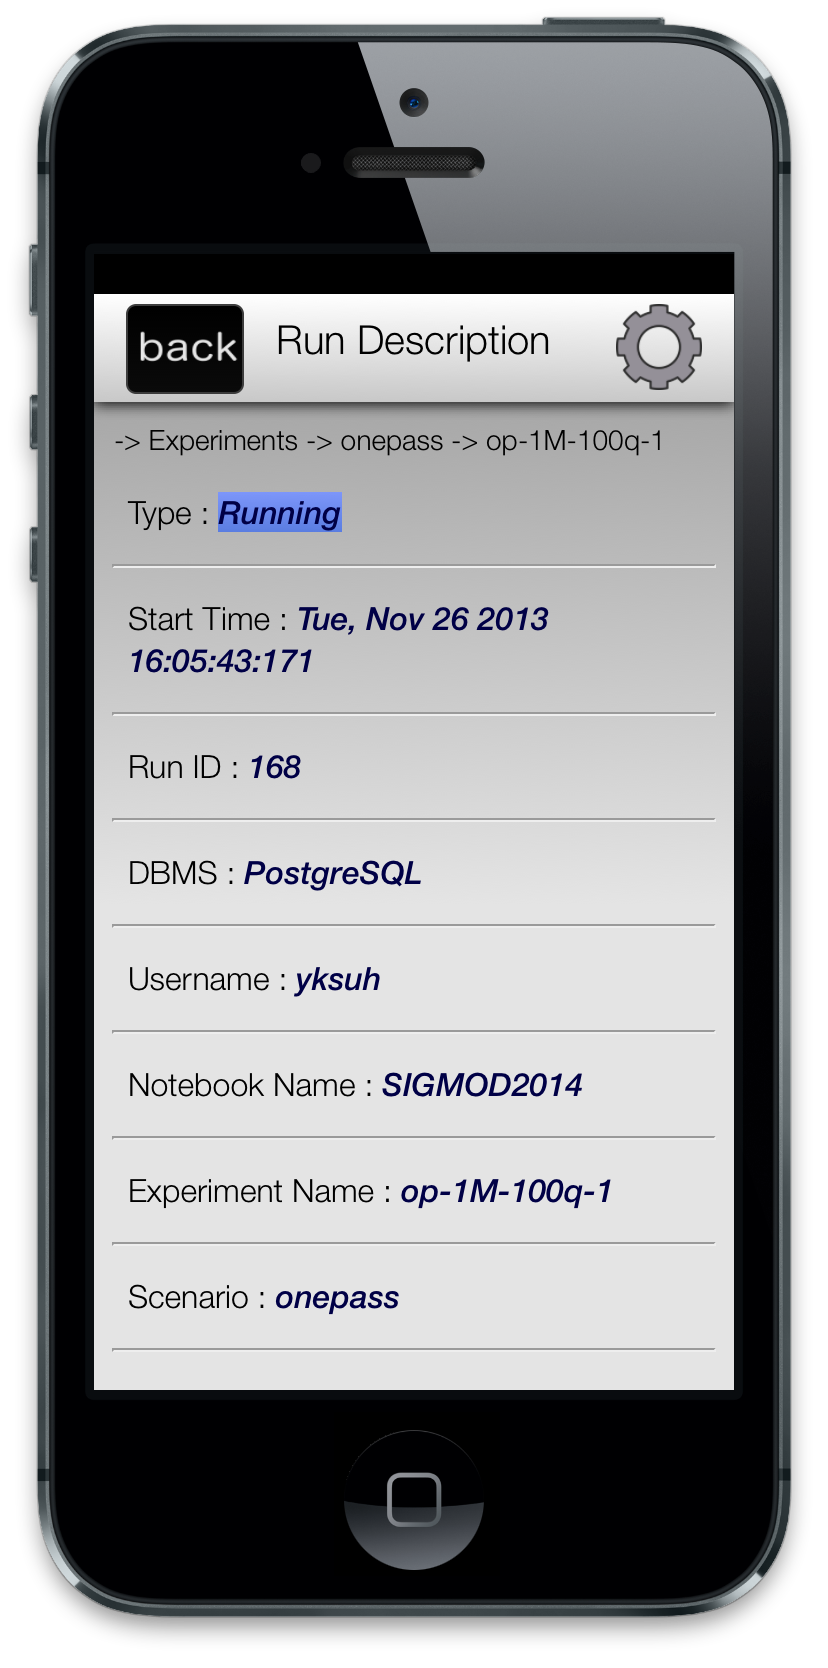 back Run Description
-> Experiments -> onepass -> op-1M-100q-1
Type : Running
Start Time : Tue, Nov 26 2013
16:05:43:171
Run ID : 168
DBMS : PostgreSQL
Username : yksuh
Notebook Name : SIGMOD2014
Experiment Name : op-1M-100q-1
Scenario : onepass